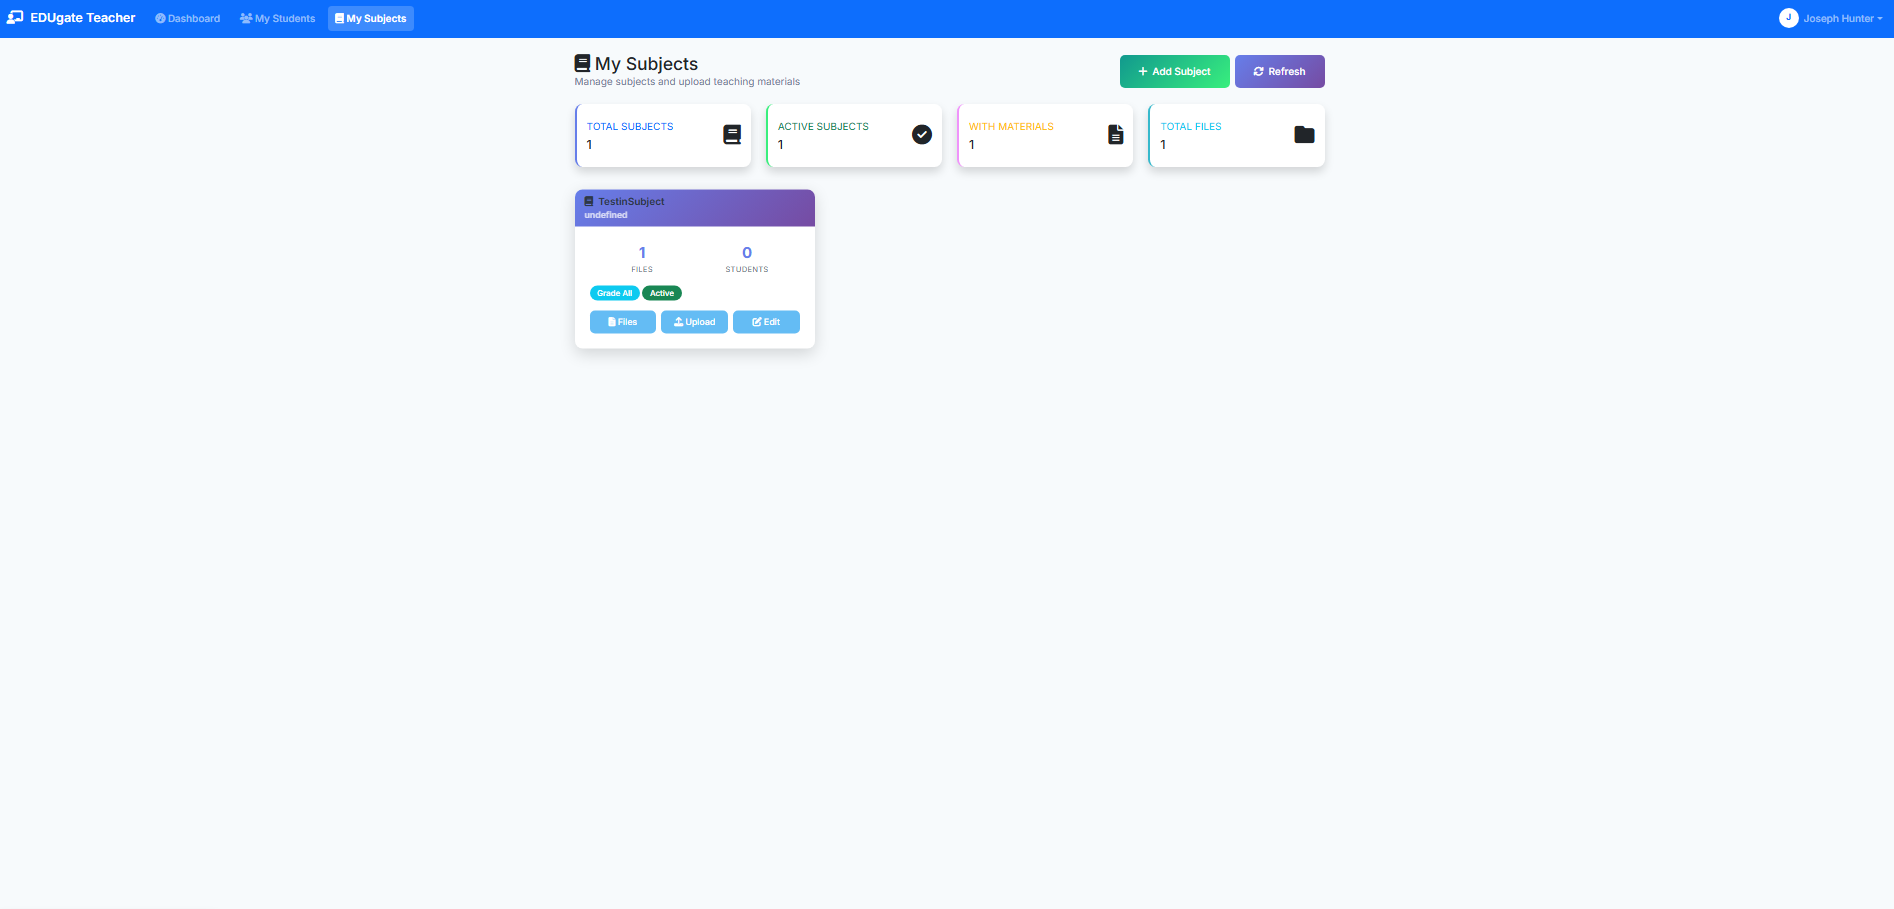 EDUgate Teacher
Dashboard
My Students
My Subjects
J
Joseph Hunter
My Subjects
Manage subjects and upload teaching materials
Add Subject
Refresh
TOTAL SUBJECTS
1
ACTIVE SUBJECTS
1
WITH MATERIALS
1
TOTAL FILES
1
TestinSubject
undefined
1
FILES
0
STUDENTS
Grade All
Active
Files
Upload
Edit